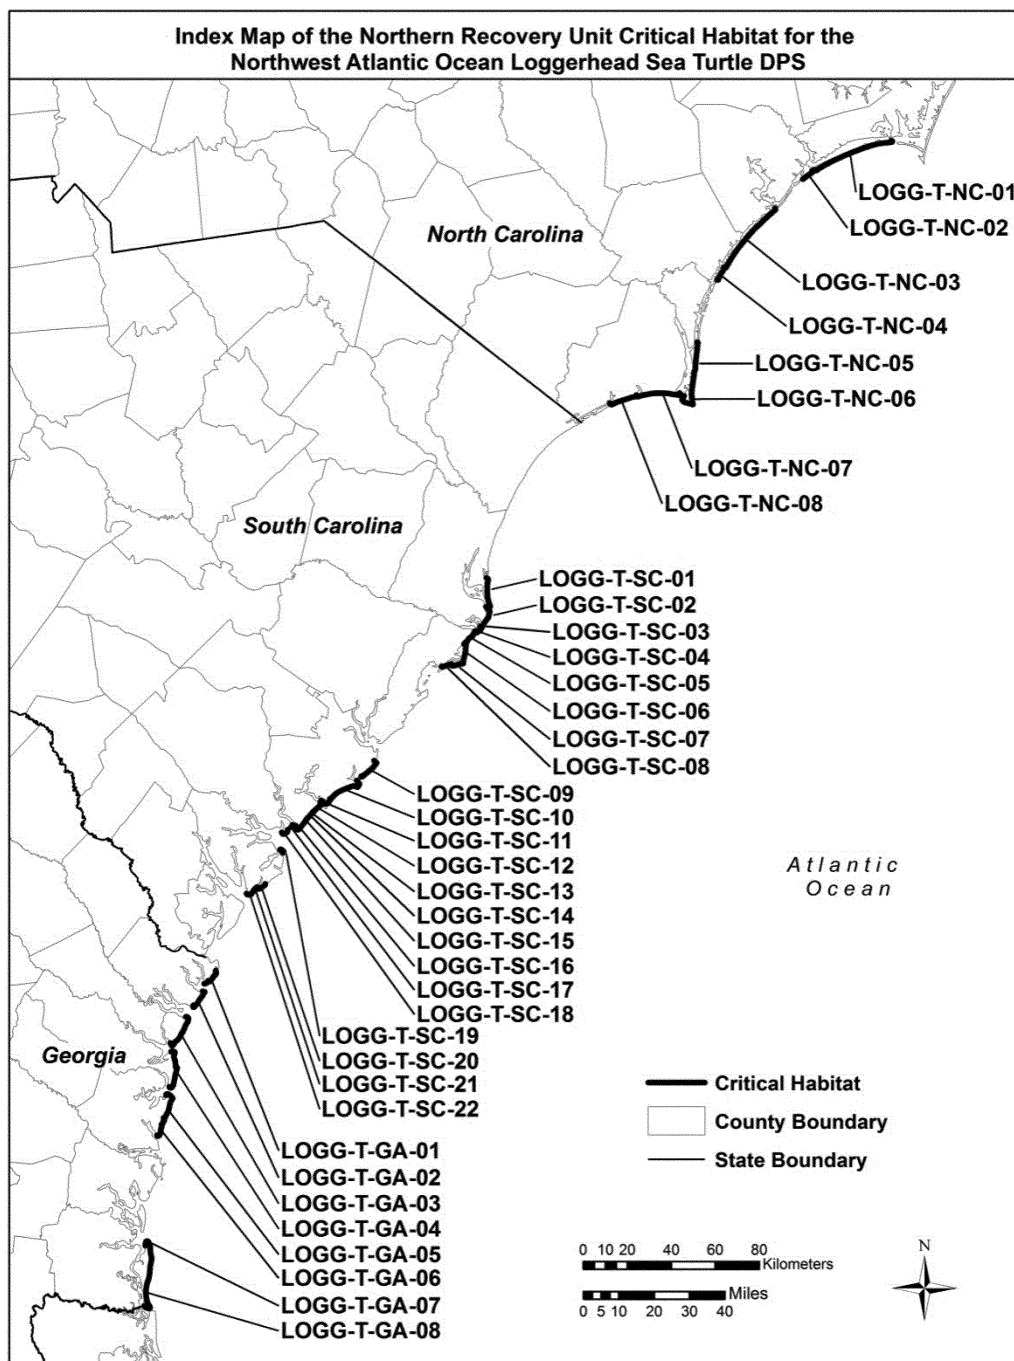 Index Map of the Northern Recovery Unit Critical Habitat for the
Northwest Atlantic Ocean Loggerhead Sea Turtle DPS
LOGG-T-NC-01
LOGG-T-NC-02
North Carolina
LOGG-T-NC-03
LOGG-T-NC-04
LOGG-T-NC-05
LOGG-T-NC-06
LOGG-T-NC-07
LOGG-T-NC-08
South Carolina
LOGG-T-SC-01
LOGG-T-SC-02
LOGG-T-SC-03
LOGG-T-SC-04
LOGG-T-SC-05
LOGG-T-SC-06
LOGG-T-SC-07
LOGG-T-SC-08
LOGG-T-SC-09
LOGG-T-SC-10
LOGG-T-SC-11
LOGG-T-SC-12
LOGG-T-SC-13
LOGG-T-SC-14
LOGG-T-SC-15
LOGG-T-SC-16
LOGG-T-SC-17
LOGG-T-SC-18
Atlantic
Ocean
LOGG-T-SC-19
LOGG-T-SC-20
LOGG-T-SC-21
LOGG-T-SC-22
Georgia
LOGG-T-GA-01
LOGG-T-GA-02
LOGG-T-GA-03
LOGG-T-GA-04
LOGG-T-GA-05
LOGG-T-GA-06
LOGG-T-GA-07
LOGG-T-GA-08
Critical Habitat
County Boundary
State Boundary
0 10 20 40 60 80
Kilometers
Miles
0 5 10 20 30 40
N